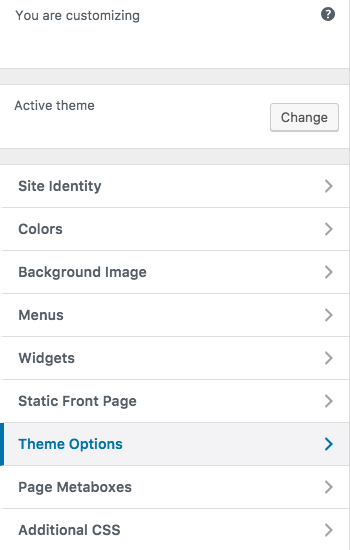 You are customizing
?
Active theme
Change
Site Identity
Colors
Background Image
Menus
Widgets
Static Front Page
Theme Options
Page Metaboxes
Additional CSS